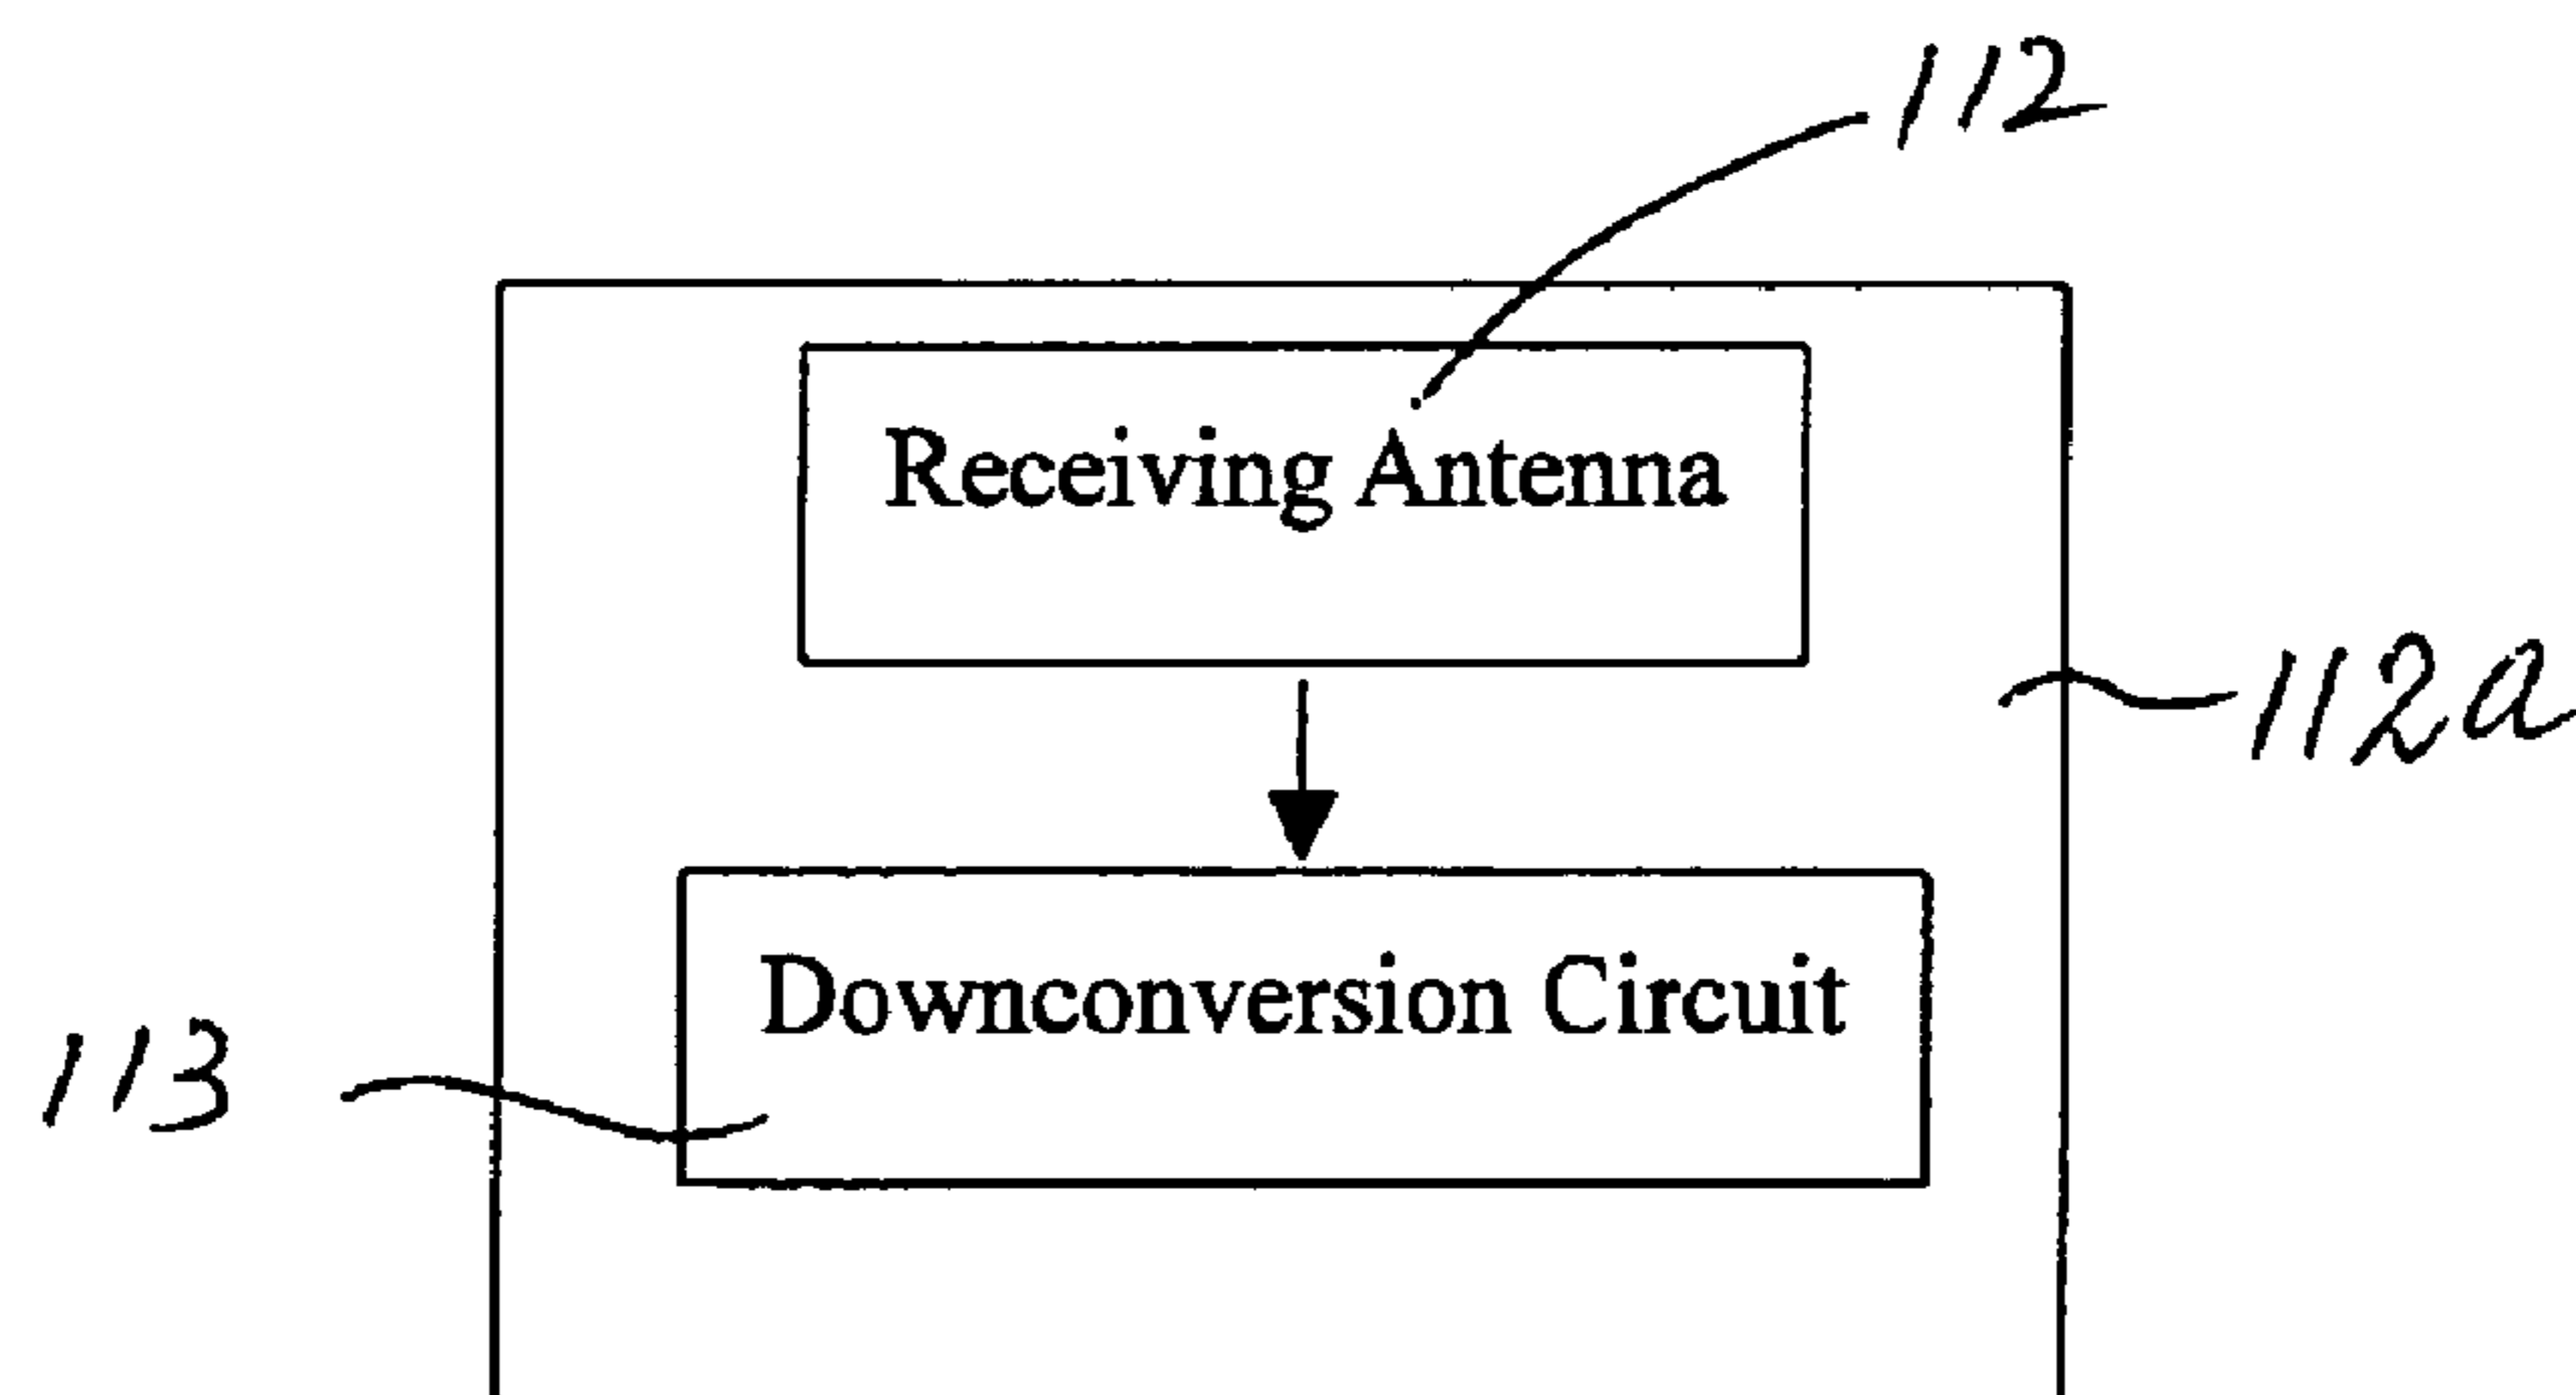 112
Receiving Antenna
112a
Downconversion Circuit
113